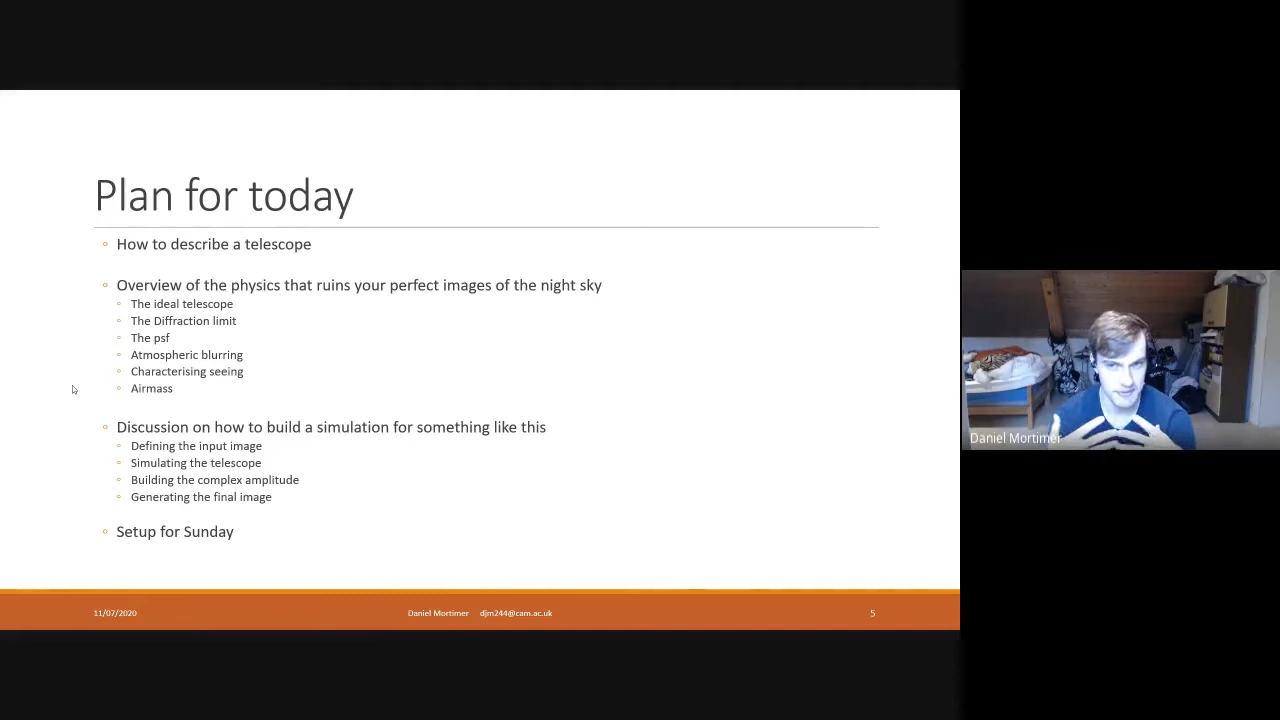 Plan for today
How to describe a telescope
Overview of the physics that ruins your perfect images of the night sky
The ideal telescope
The Diffraction limit
The psf
Atmospheric blurring
Characterising seeing
Airmass
Discussion on how to build a simulation for something like this
Defining the input image
Simulating the telescope
Building the complex amplitude
Generating the final image
Setup for Sunday
11/07/2020
Daniel Mortimer djm244@cam.ac.uk
5
Daniel Mortimer